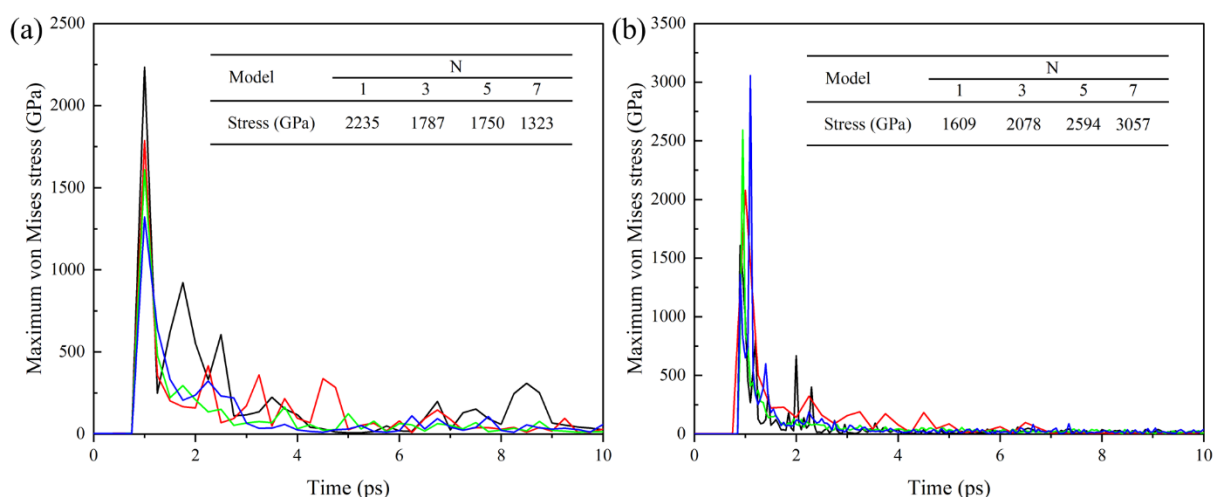 (a)
Maximum von Mises stress (GPa)
2500
2000
1500
1000
500
0
Model
N
1 3 5 7
Stress (GPa) 2235 1787 1750 1323
0 2 4 6 8 10
Time (ps)
(b)
Maximum von Mises stress (GPa)
3500
3000
2500
2000
1500
1000
500
0
Model
N
1 3 5 7
Stress (GPa) 1609 2078 2594 3057
0 2 4 6 8 10
Time (ps)